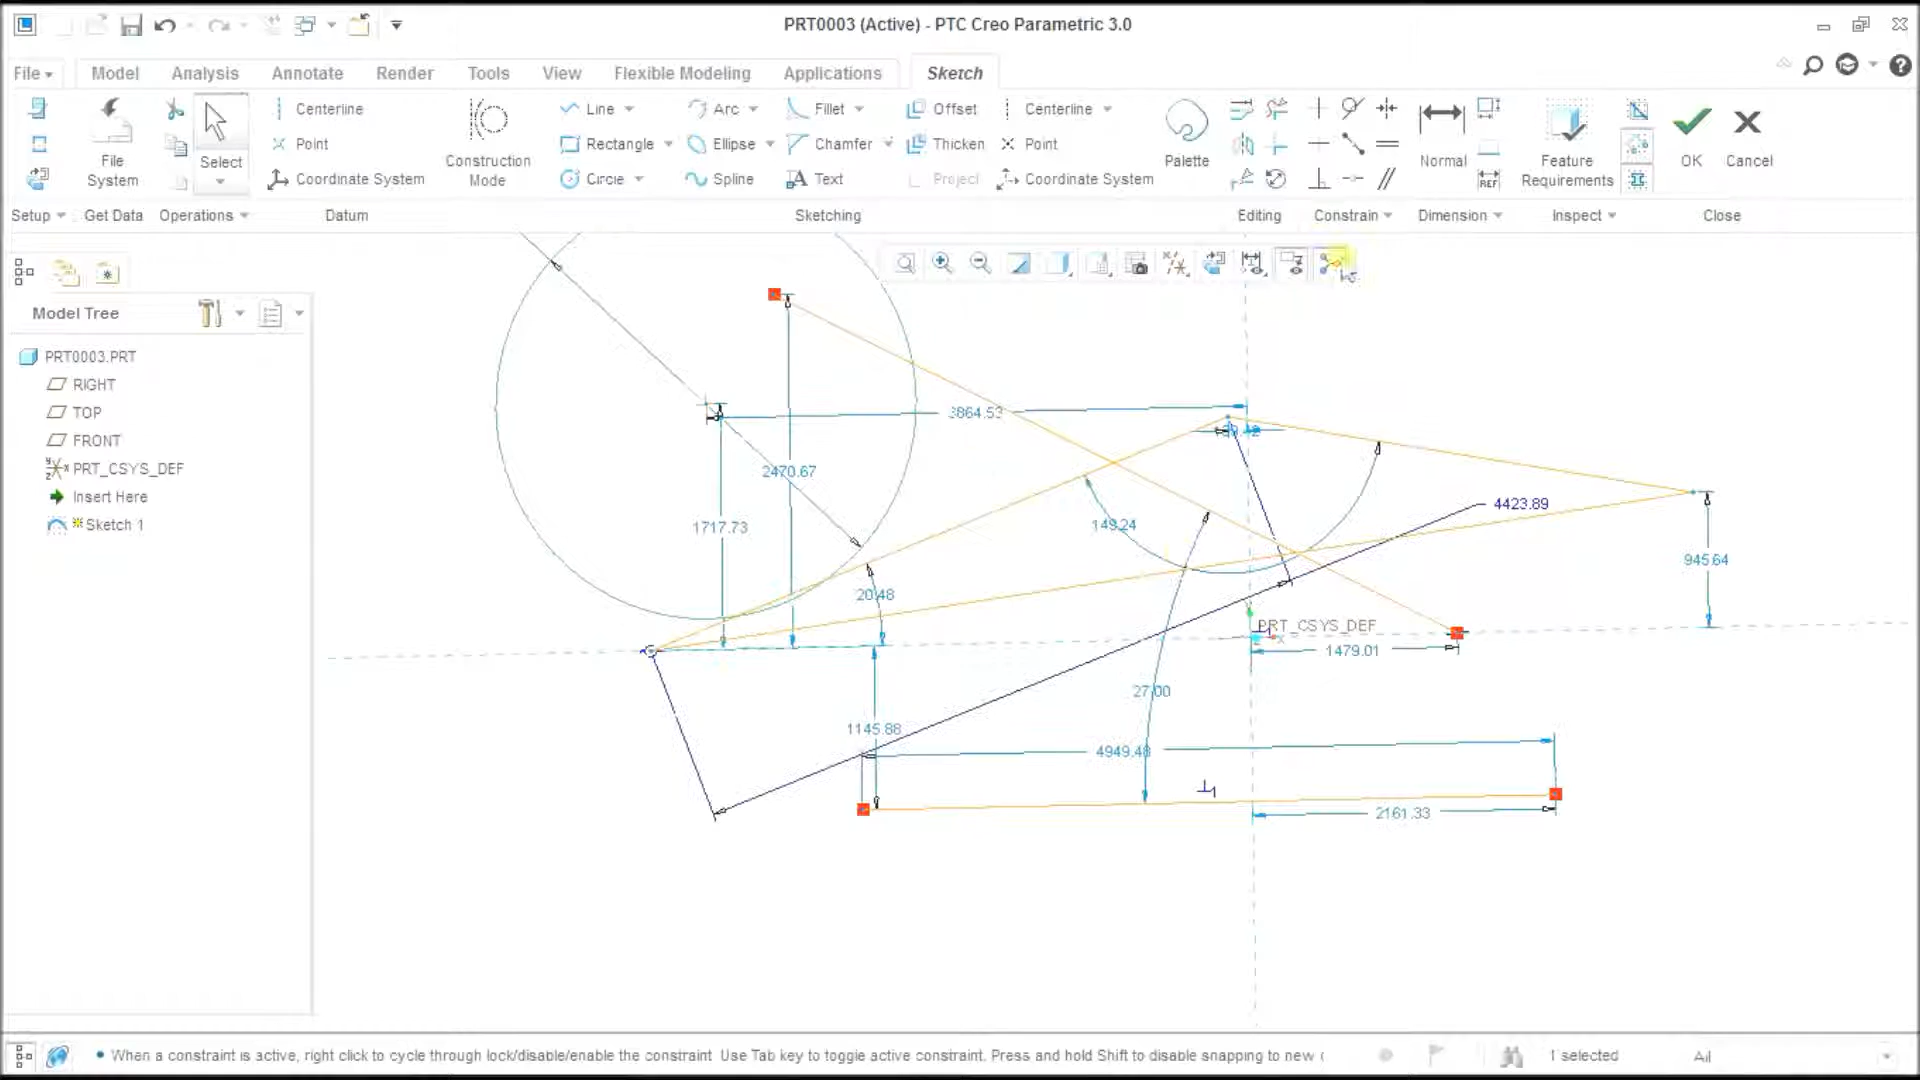 PRT0003 (Active) - PTC Creo Parametric 3.0
File Model Analysis Annotate Render Tools View Flexible Modeling Applications Sketch
Centerline Line Arc Fillet Offset Centerline
Point Rectangle Ellipse Chamfer Thicken Point
File System Select Coordinate System Construction Mode Circle Spline Text Project Coordinate System Palette Normal REF Feature Requirements OK Cancel
Setup Get Data Operations Datum Sketching Editing Constrain Dimension Inspect Close
Model Tree
PRT0003.PRT
RIGHT
TOP
FRONT
PRT_CSYS_DEF
Insert Here
Sketch 1
3864.53
2470.67
4423.89
149.24
1717.73
945.64
20.48
PRT_CSYS_DEF
1479.01
27.00
1145.88
4949.48
2161.33
When a constraint is active, right click to cycle through lock/disable/enable the constraint Use Tab key to toggle active constraint. Press and hold Shift to disable snapping to new (
1 selected